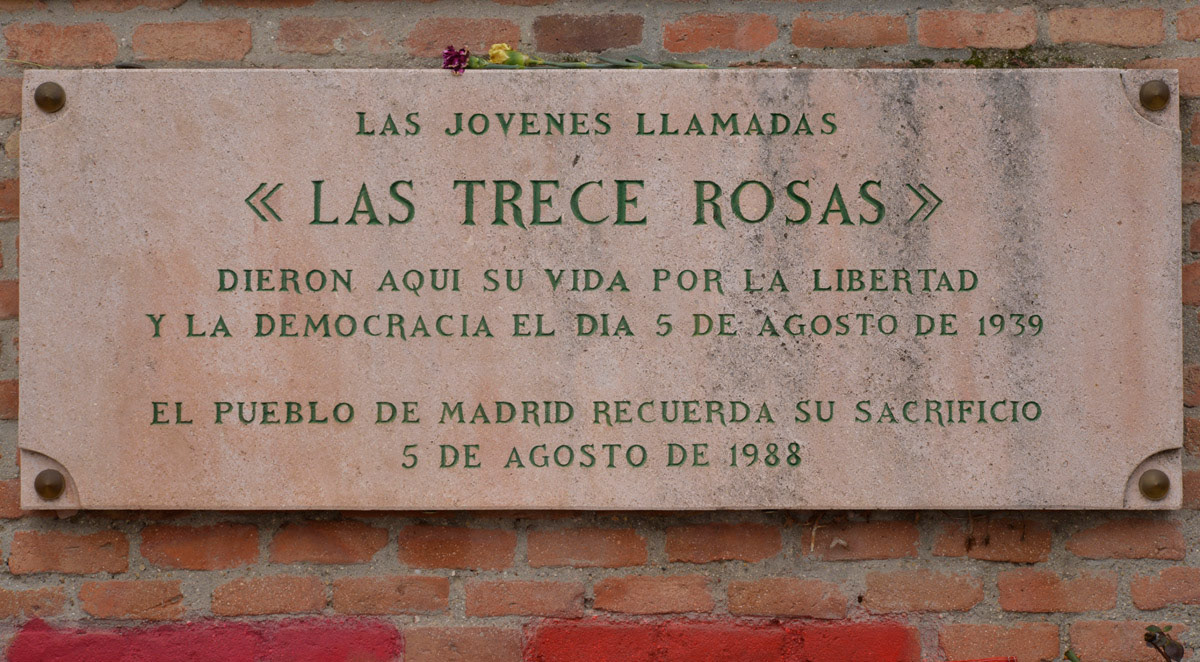 LAS JOVENES LLAMADAS
« LAS TRECE ROSAS »
DIERON AQUI SU VIDA POR LA LIBERTAD
Y LA DEMOCRACIA EL DIA 5 DE AGOSTO DE 1939
EL PUEBLO DE MADRID RECUERDA SU SACRIFICIO
5 DE AGOSTO DE 1988